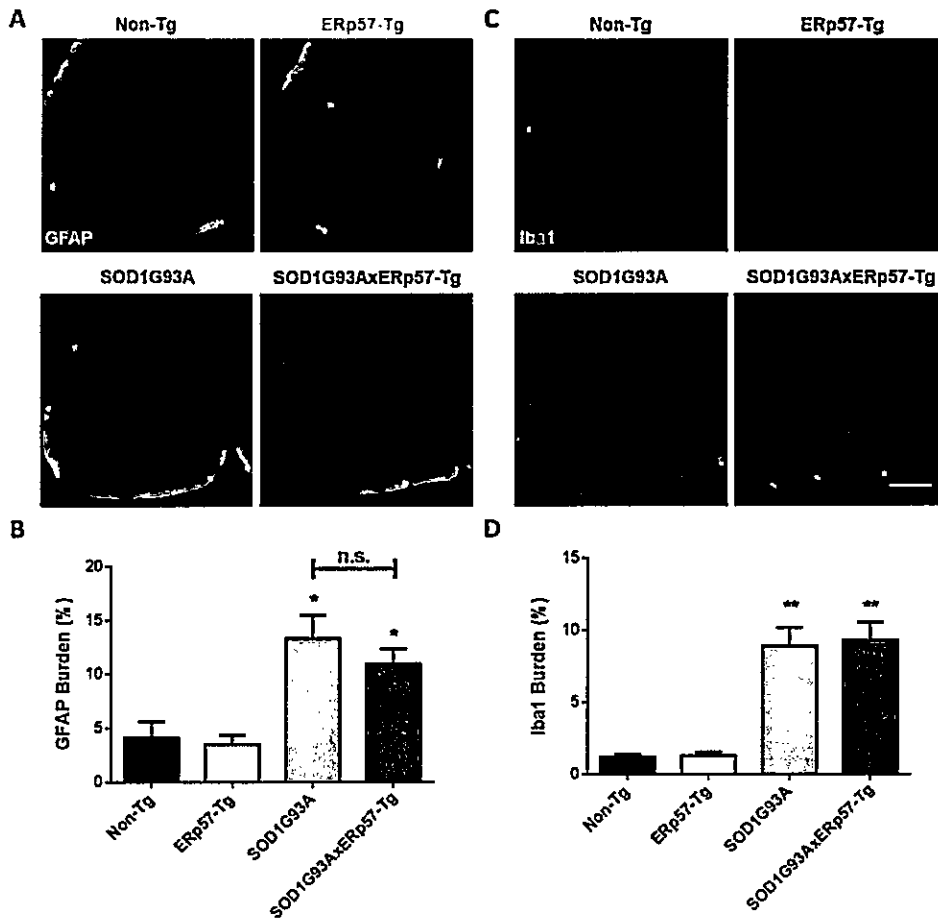 A
Non-Tg
ERp57-Tg
GFAP
SOD1G93A
SOD1G93AxERp57-Tg
C
Non-Tg
ERp57-Tg
Iba1
SOD1G93A
SOD1G93AxERp57-Tg
B
GFAP Burden (%)
20
15
10
5
0
n.s.
*
*
Non-Tg
ERp57-Tg
SOD1G93A
SOD1G93AxERp57-Tg
D
Iba1 Burden (%)
15
10
5
0
**
**
Non-Tg
ERp57-Tg
SOD1G93A
SOD1G93AxERp57-Tg